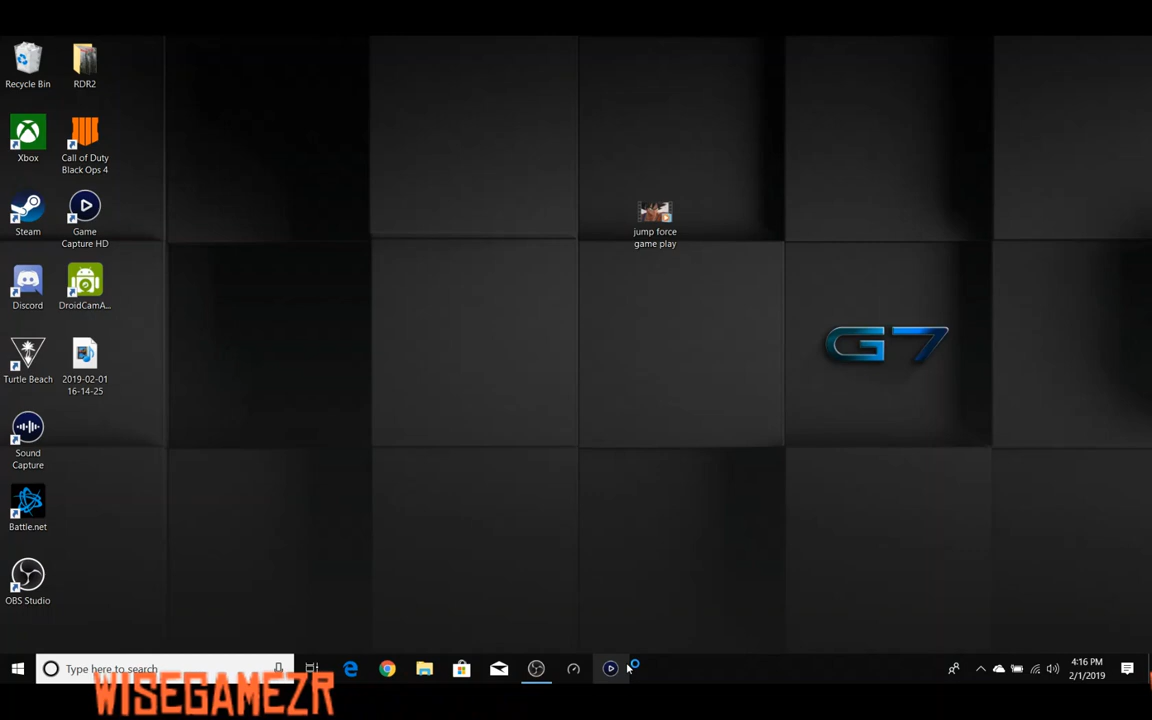 Recycle Bin
RDR2
Xbox
Call of Duty
Black Ops 4
Steam
Game
Capture HD
Discord
DroidCamA...
Turtle Beach
2019-02-01
16-14-25
Sound
Capture
Battle.net
OBS Studio
jump force
game play
G7
Type here to search
4:16 PM
2/1/2019
WISEGAMEZR